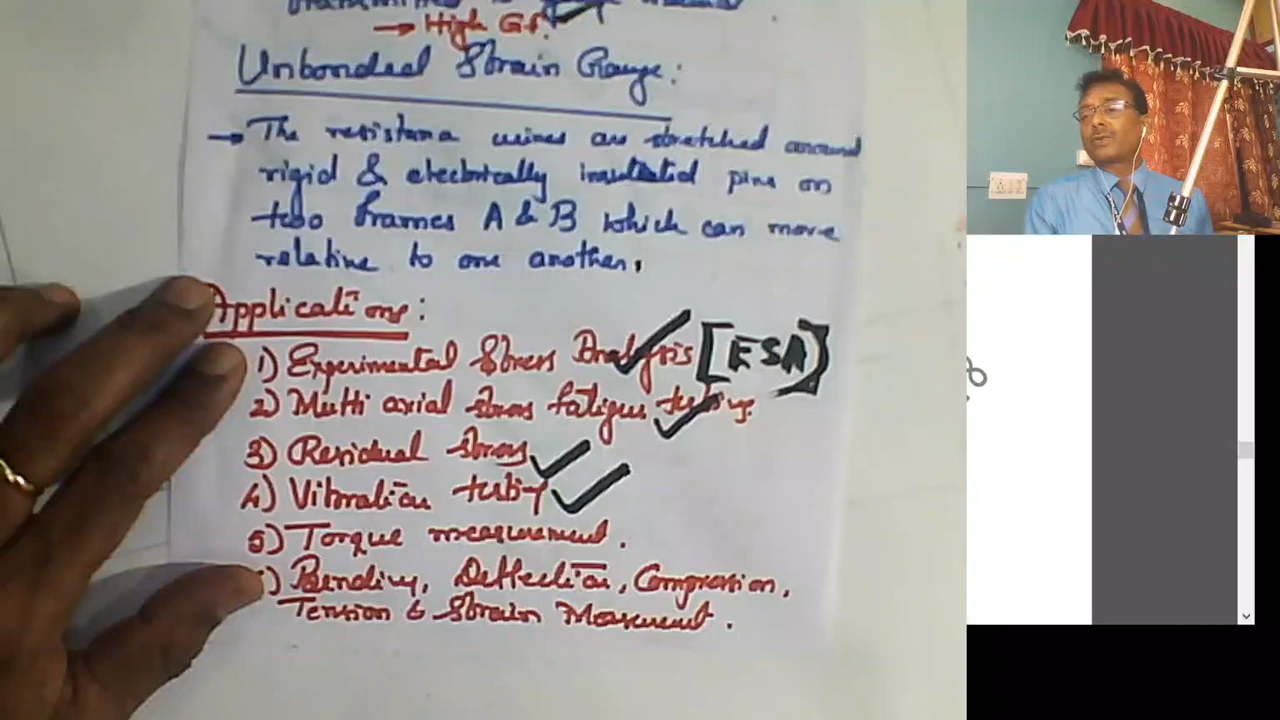 → High G.F.
Unbonded Strain Gauge:
→ The resistance wires are stretched around
rigid & electrically insulated pins on
two frames A & B which can move
relative to one another.
Applications:
1) Experimental Stress Analysis [ESA]
2) Multi axial stress fatigue testing.
3) Residual stress
4) Vibration testing
5) Torque measurement.
) Bending, Deflection, Compression,
Tension & Strain Measurement.